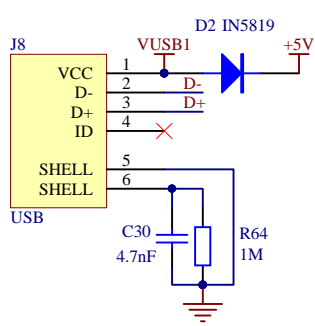 D2 IN5819
J8
VUSB1
+5V
VCC 1
D- 2 D-
D+ 3 D+
ID 4
SHELL 5
SHELL 6
USB
C30
4.7nF
R64
1M